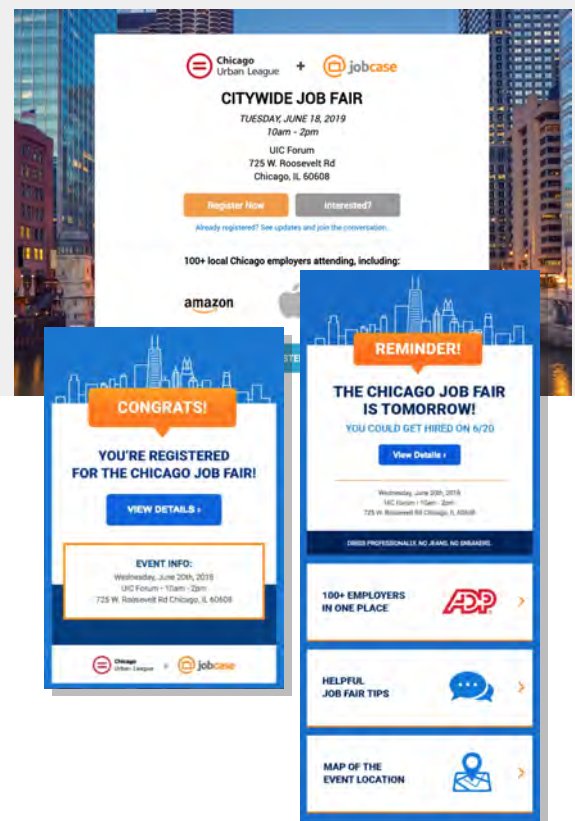 Chicago
Urban League
+
jobcase
CITYWIDE JOB FAIR
TUESDAY, JUNE 18, 2019
10am - 2pm
UIC Forum
725 W. Roosevelt Rd
Chicago, IL 60608
Register Now
Interested?
Already registered? See updates and join the conversation.
100+ local Chicago employers attending, including:
amazon
CONGRATS!
YOU'RE REGISTERED
FOR THE CHICAGO JOB FAIR!
VIEW DETAILS ›
EVENT INFO:
Wednesday, June 20th, 2018
UIC Forum • 10am - 2pm
725 W. Roosevelt Rd Chicago, IL 60608
Chicago
Urban League
+
jobcase
REMINDER!
THE CHICAGO JOB FAIR
IS TOMORROW!
YOU COULD GET HIRED ON 6/20
View Details ›
Wednesday, June 20th, 2018
UIC Forum • 10am - 2pm
725 W. Roosevelt Rd Chicago, IL 60608
DRESS PROFESSIONALLY. NO JEANS. NO SNEAKERS.
100+ EMPLOYERS
IN ONE PLACE
ADP
HELPFUL
JOB FAIR TIPS
MAP OF THE
EVENT LOCATION